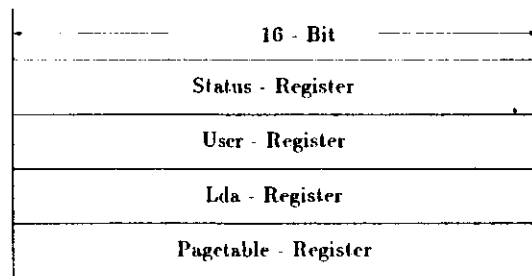 16 - Bit
Status - Register
User - Register
Lda - Register
Pagetable - Register